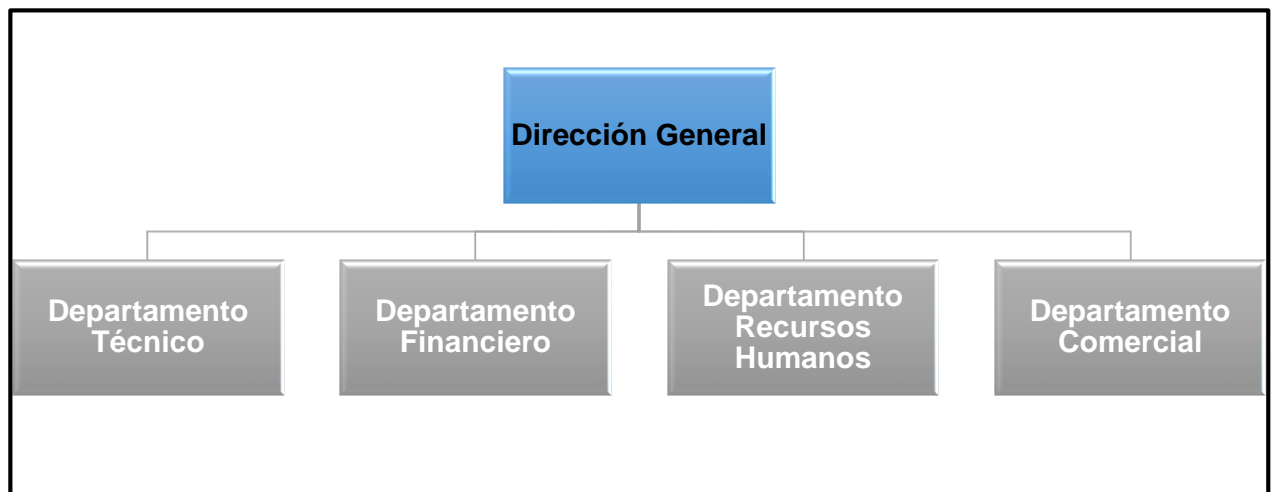 Dirección General
Departamento
Técnico
Departamento
Financiero
Departamento
Recursos
Humanos
Departamento
Comercial